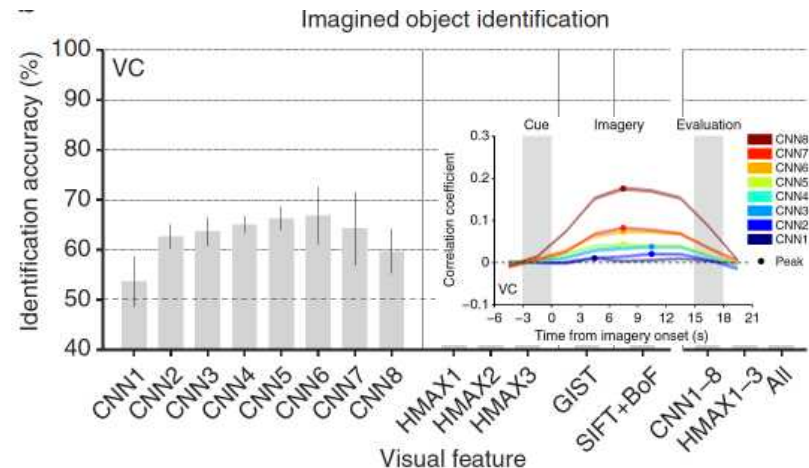 Imagined object identification
Identification accuracy (%)
100
90
80
70
60
50
40
VC
CNN1
CNN2
CNN3
CNN4
CNN5
CNN6
CNN7
CNN8
HMAX1
HMAX2
HMAX3
GIST
SIFT+BoF
CNN1–8
HMAX1–3
All
Visual feature
Cue
Imagery
Evaluation
Correlation coefficient
0.3
0.2
0.1
0
−0.1
VC
−6 −3 0 3 6 9 12 15 18 21
Time from imagery onset (s)
CNN8
CNN7
CNN6
CNN5
CNN4
CNN3
CNN2
CNN1
Peak